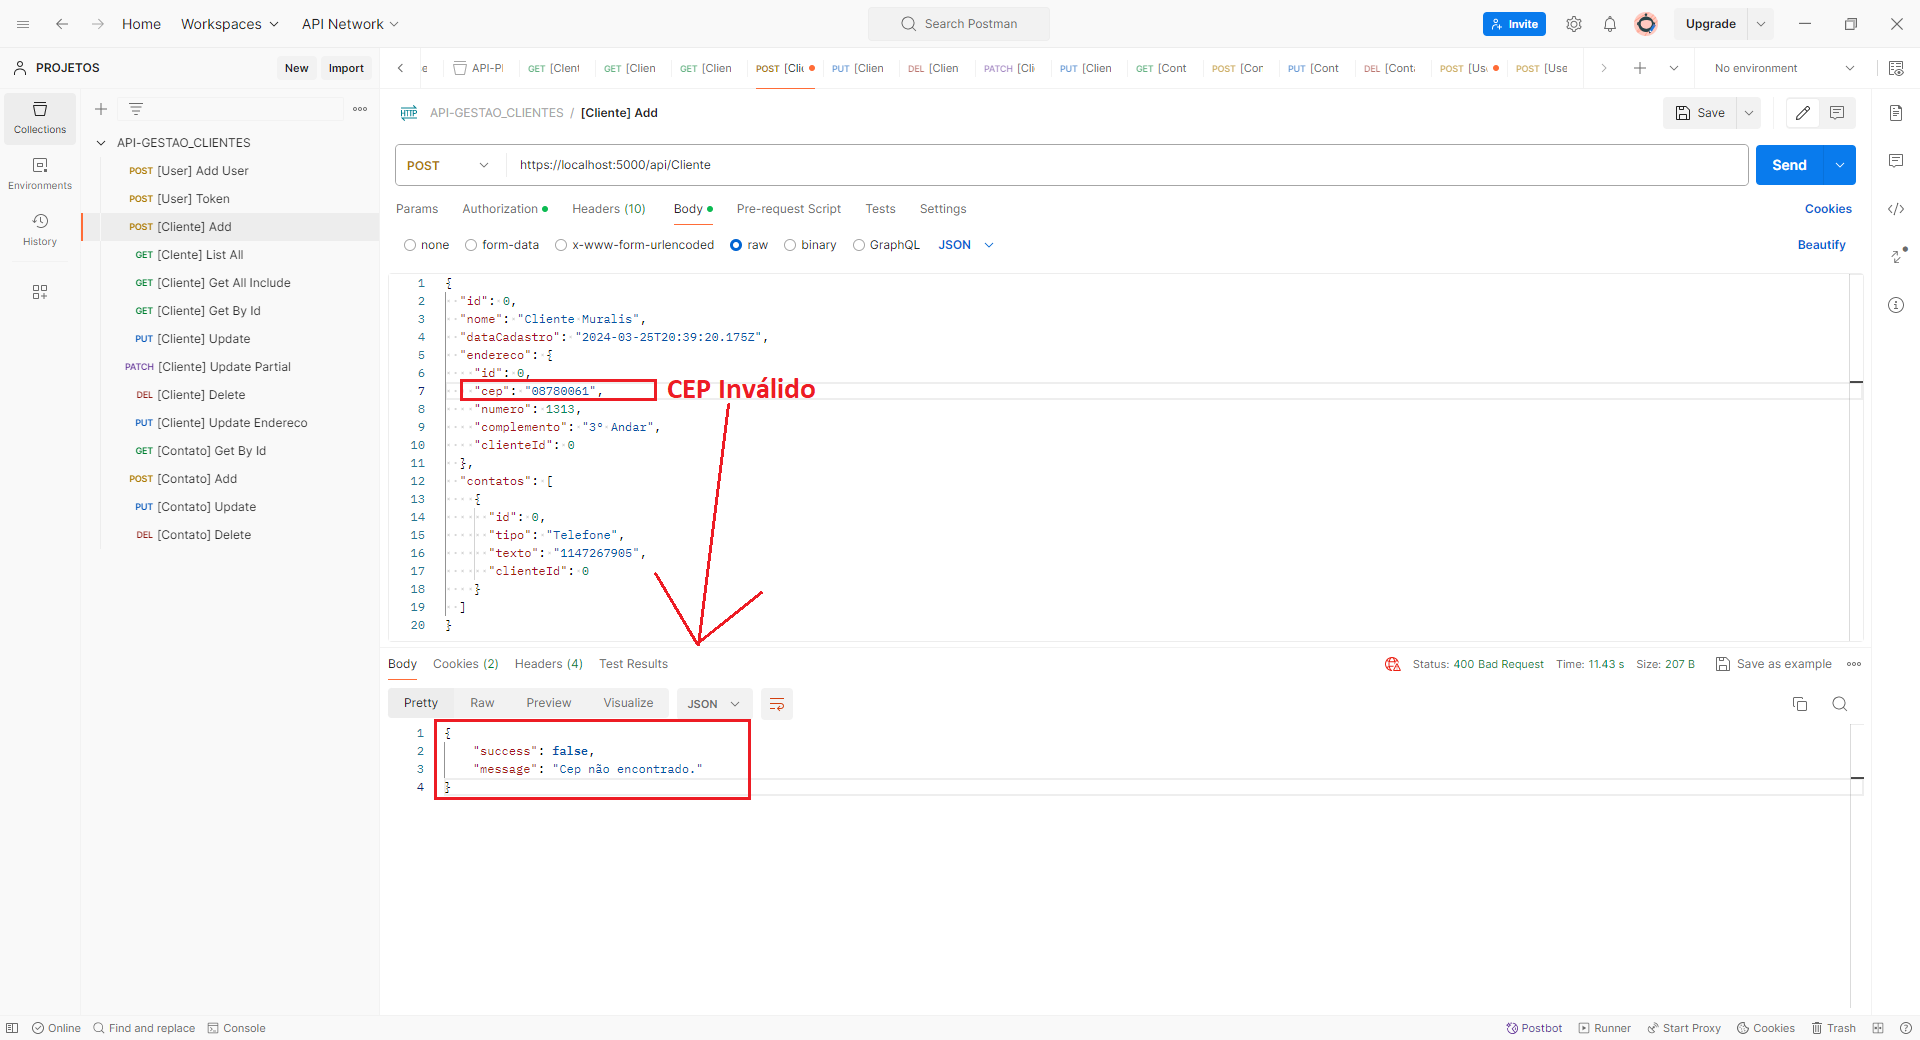 Home Workspaces API Network Search Postman Invite Upgrade
PROJETOS New Import
e API-PI GET [Client GET [Clien GET [Clien POST [Clie PUT [Clien DEL [Clien PATCH [Cli PUT [Clien GET [Cont POST [Cor PUT [Cont DEL [Cont POST [Us POST [Use No environment
Collections
Environments
History
API-GESTAO_CLIENTES
POST [User] Add User
POST [User] Token
POST [Cliente] Add
GET [Clente] List All
GET [Cliente] Get All Include
GET [Cliente] Get By Id
PUT [Cliente] Update
PATCH [Cliente] Update Partial
DEL [Cliente] Delete
PUT [Cliente] Update Endereco
GET [Contato] Get By Id
POST [Contato] Add
PUT [Contato] Update
DEL [Contato] Delete
HTTP API-GESTAO_CLIENTES / [Cliente] Add Save
POST https://localhost:5000/api/Cliente Send
Params Authorization Headers (10) Body Pre-request Script Tests Settings Cookies
none form-data x-www-form-urlencoded raw binary GraphQL JSON Beautify
1 {
2 "id": 0,
3 "nome": "Cliente Muralis",
4 "dataCadastro": "2024-03-25T20:39:20.175Z",
5 "endereco": {
6 "id": 0,
7 "cep": "08780061", CEP Inválido
8 "numero": 1313,
9 "complemento": "3º Andar",
10 "clienteId": 0
11 },
12 "contatos": [
13 {
14 "id": 0,
15 "tipo": "Telefone",
16 "texto": "1147267905",
17 "clienteId": 0
18 }
19 ]
20 }
Body Cookies (2) Headers (4) Test Results Status: 400 Bad Request Time: 11.43 s Size: 207 B Save as example
Pretty Raw Preview Visualize JSON
1 {
2 "success": false,
3 "message": "Cep não encontrado."
4 }
Online Find and replace Console Postbot Runner Start Proxy Cookies Trash